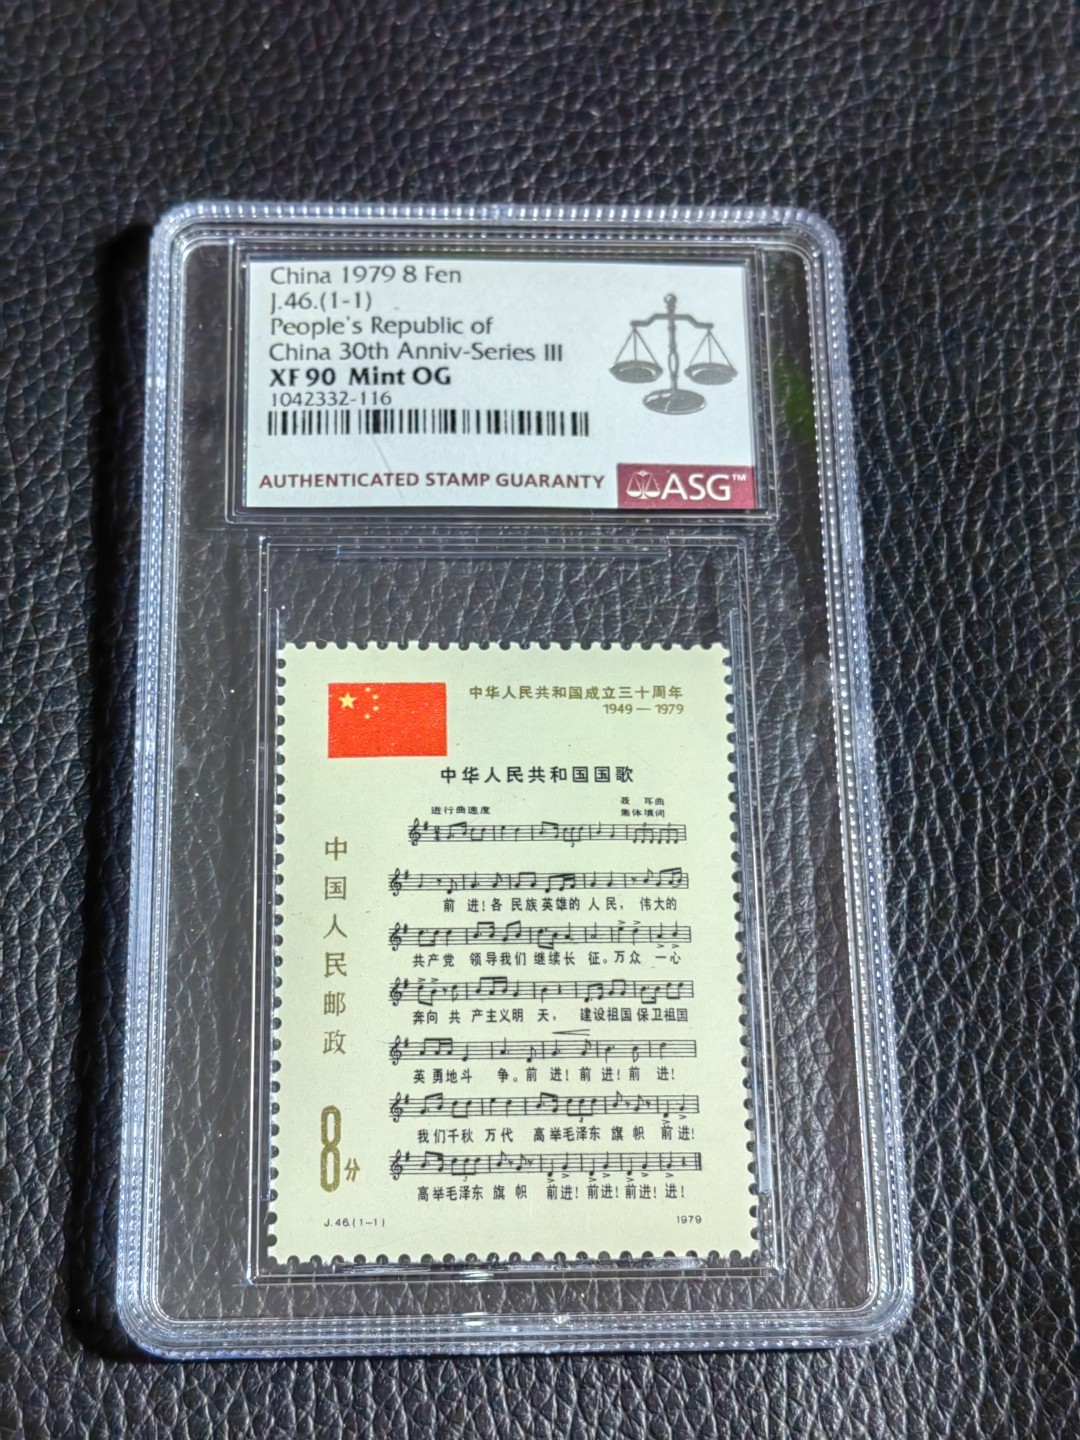 China 1979 8 Fen
J.46.(1-1)
People's Republic of
China 30th Anniv-Series III
XF 90 Mint OG
1042332-116
AUTHENTICATED STAMP GUARANTY
ASG™
中华人民共和国成立三十周年
1949—1979
中华人民共和国国歌
进行曲速度
聂 耳曲
集体填词
前 进！各 民族 英雄的 人 民， 伟大的
共产党 领导我们 继续长 征。万众 一心
奔向 共 产主义明 天， 建设祖国 保卫祖国
英 勇地斗 争。前 进！前 进！前 进！
我们千秋 万代 高举毛泽东 旗 帜 前进！
高举毛泽东 旗 帜 前进！前进！前进！进！
中国人民邮政
8分
J.46.(1-1)
1979